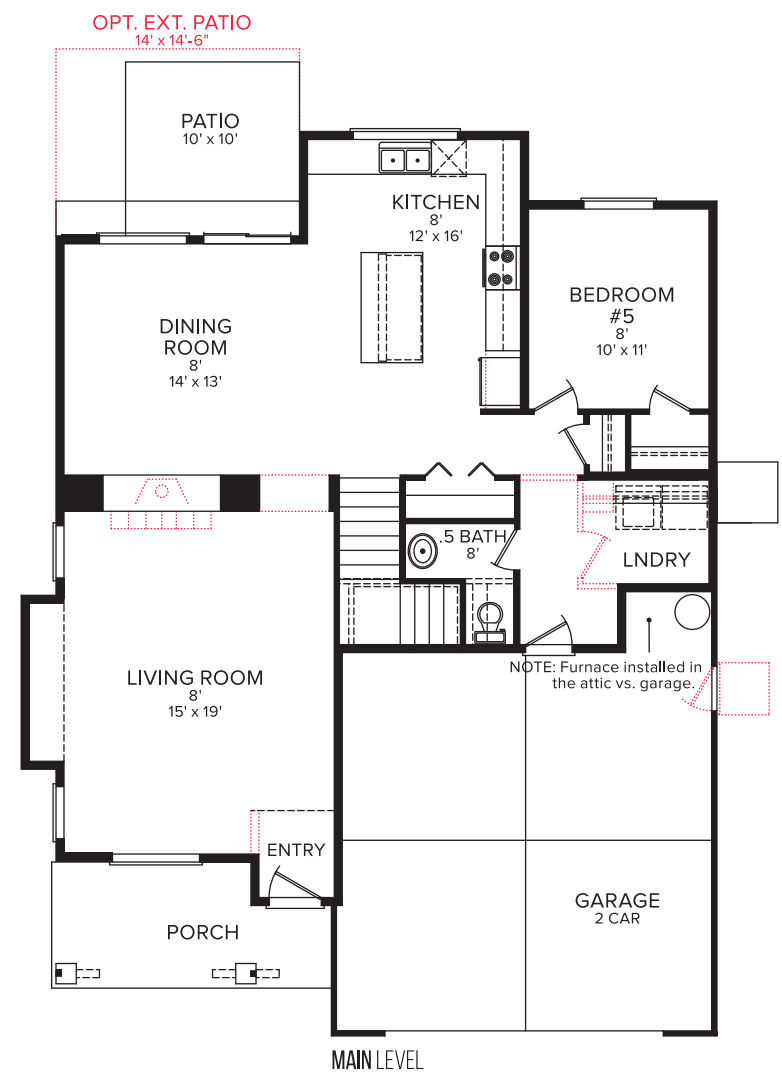 OPT. EXT. PATIO
14' x 14'-6"
PATIO
10' x 10'
KITCHEN
8'
12' x 16'
BEDROOM
#5
8'
10' x 11'
DINING
ROOM
8'
14' x 13'
.5 BATH
8'
LNDRY
NOTE: Furnace installed in
the attic vs. garage.
LIVING ROOM
8'
15' x 19'
ENTRY
GARAGE
2 CAR
PORCH
MAIN LEVEL